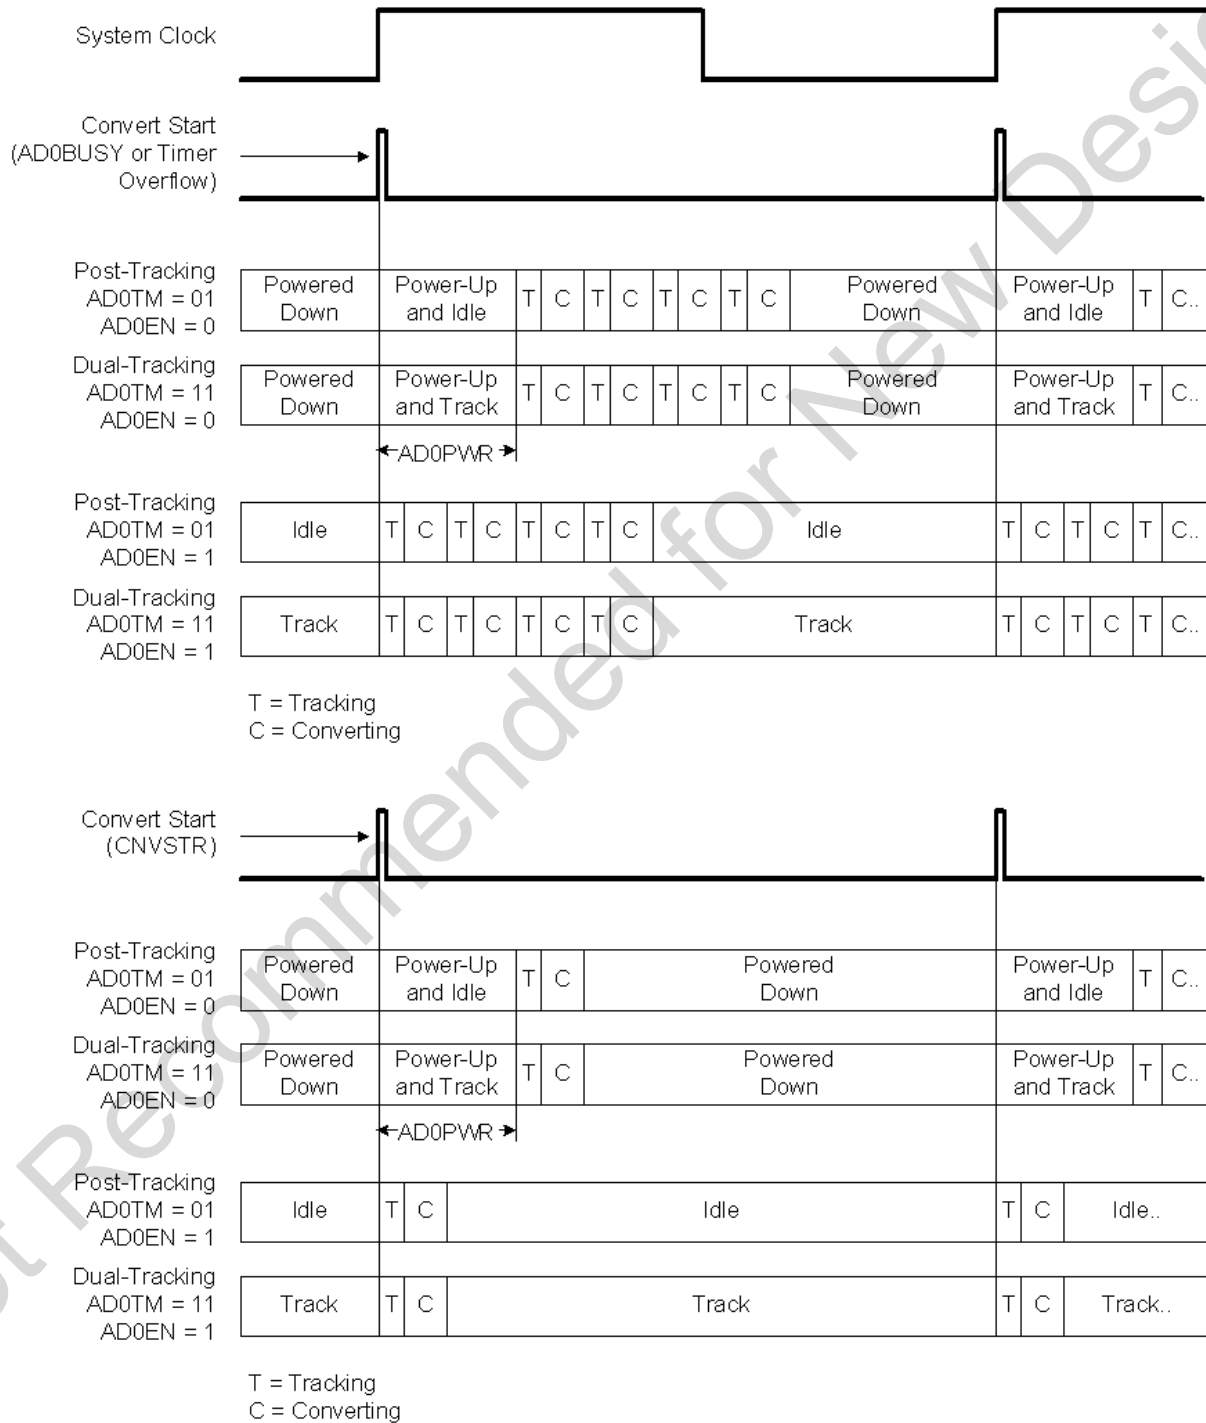 System Clock
Convert Start
(AD0BUSY or Timer
Overflow)
Post-Tracking
AD0TM = 01
AD0EN = 0
Powered
Down
Power-Up
and Idle
T C T C T C T C
Powered
Down
Power-Up
and Idle
T C..
Dual-Tracking
AD0TM = 11
AD0EN = 0
Powered
Down
Power-Up
and Track
T C T C T C T C
Powered
Down
Power-Up
and Track
T C..
AD0PWR
Post-Tracking
AD0TM = 01
AD0EN = 1
Idle T C T C T C T C Idle T C T C T C..
Dual-Tracking
AD0TM = 11
AD0EN = 1
Track T C T C T C T C Track T C T C T C..
T = Tracking
C = Converting
Convert Start
(CNVSTR)
Post-Tracking
AD0TM = 01
AD0EN = 0
Powered
Down
Power-Up
and Idle
T C
Powered
Down
Power-Up
and Idle
T C..
Dual-Tracking
AD0TM = 11
AD0EN = 0
Powered
Down
Power-Up
and Track
T C
Powered
Down
Power-Up
and Track
T C..
AD0PWR
Post-Tracking
AD0TM = 01
AD0EN = 1
Idle T C Idle T C Idle..
Dual-Tracking
AD0TM = 11
AD0EN = 1
Track T C Track T C Track..
T = Tracking
C = Converting
Recommended for New